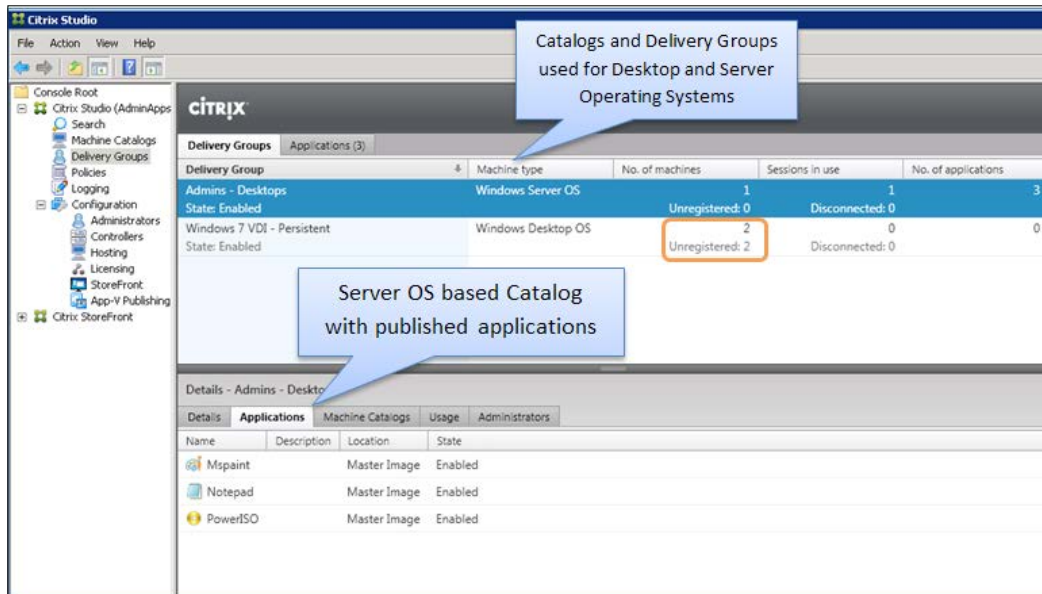 Citrix Studio
File Action View Help
Catalogs and Delivery Groups
used for Desktop and Server
Operating Systems
Console Root
Citrix Studio (AdminApps
Search
Machine Catalogs
Delivery Groups
Policies
Logging
Configuration
Administrators
Controllers
Hosting
Licensing
StoreFront
App-V Publishing
Citrix StoreFront
CITRIX
Delivery Groups Applications (3)
Delivery Group Machine type No. of machines Sessions in use No. of applications
Admins - Desktops Windows Server OS 1 1 3
State: Enabled Unregistered: 0 Disconnected: 0
Windows 7 VDI - Persistent Windows Desktop OS 2 0 0
State: Enabled Unregistered: 2 Disconnected: 0
Server OS based Catalog
with published applications
Details - Admins - Deskto
Details Applications Machine Catalogs Usage Administrators
Name Description Location State
Mspaint Master Image Enabled
Notepad Master Image Enabled
PowerISO Master Image Enabled